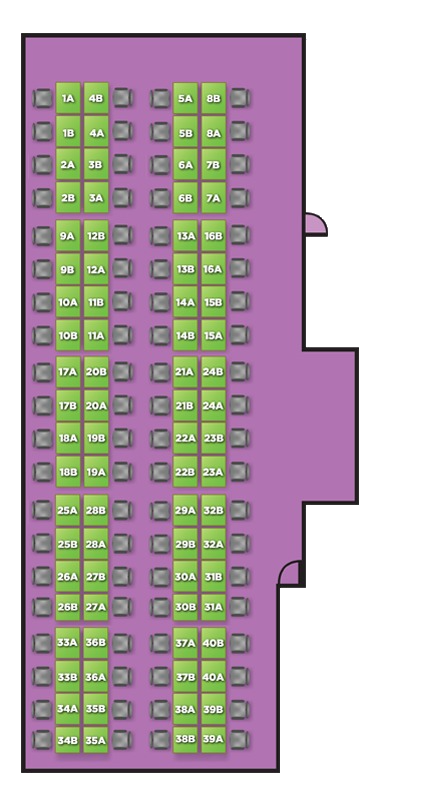 1A 4B 5A 8B
1B 4A 5B 8A
2A 3B 6A 7B
2B 3A 6B 7A
9A 12B 13A 16B
9B 12A 13B 16A
10A 11B 14A 15B
10B 11A 14B 15A
17A 20B 21A 24B
17B 20A 21B 24A
18A 19B 22A 23B
18B 19A 22B 23A
25A 28B 29A 32B
25B 28A 29B 32A
26A 27B 30A 31B
26B 27A 30B 31A
33A 36B 37A 40B
33B 36A 37B 40A
34A 35B 38A 39B
34B 35A 38B 39A